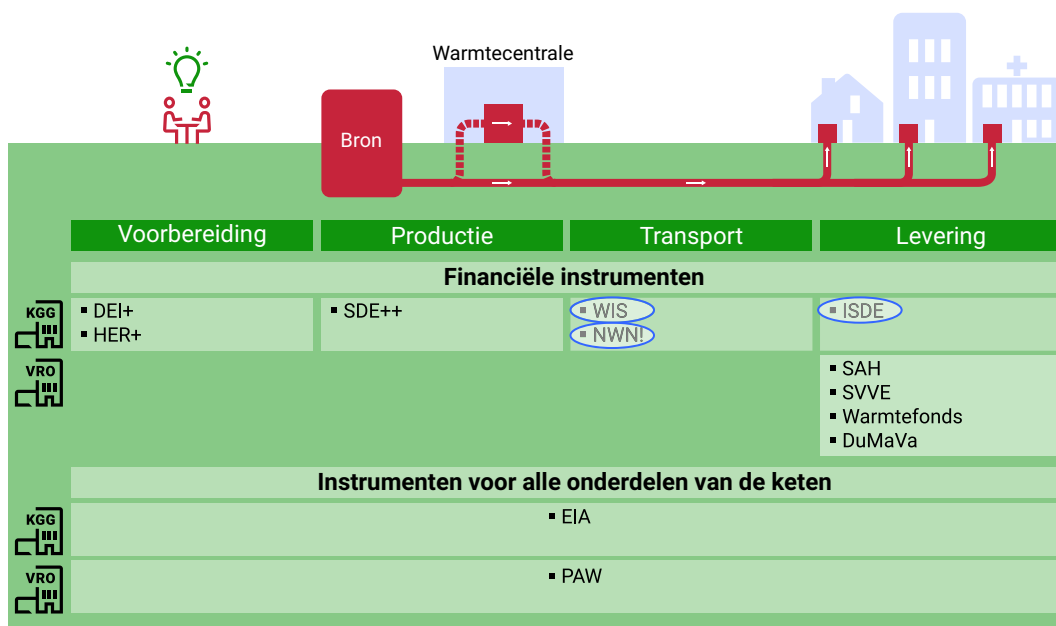 Warmtecentrale
Bron
Voorbereiding
Productie
Transport
Levering
Financiële instrumenten
KGG
▪ DEI+
▪ HER+
▪ SDE++
▪ WIS
▪ NWN!
▪ ISDE
VRO
▪ SAH
▪ SVVE
▪ Warmtefonds
▪ DuMaVa
Instrumenten voor alle onderdelen van de keten
KGG
▪ EIA
VRO
▪ PAW